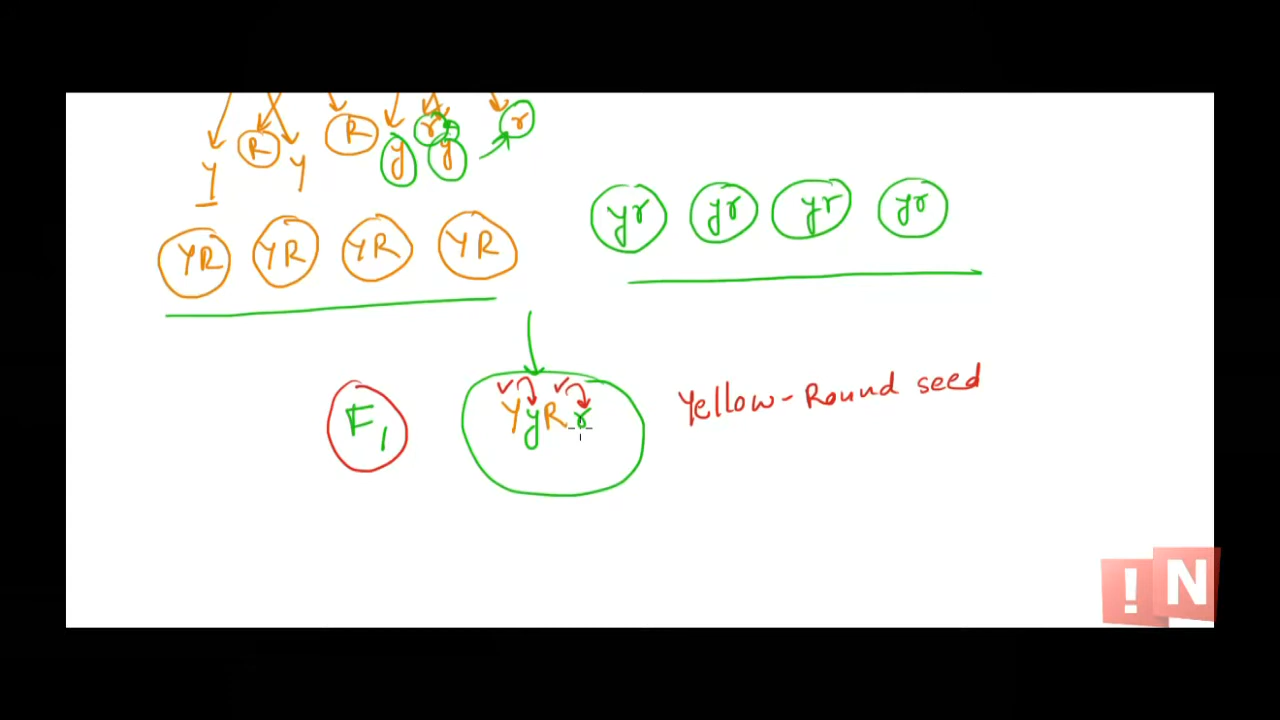 R r r
Y Y R y y
yr yr yr yr
YR YR YR YR
F1 YyRr Yellow-Round seed
! N